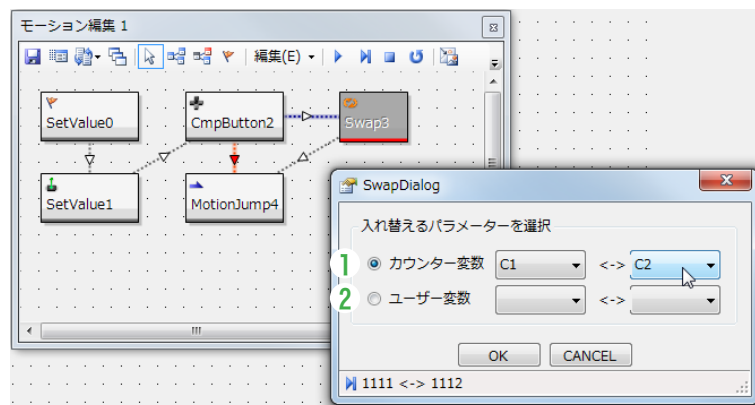 モーション編集 1
編集(E)
SetValue0
CmpButton2
Swap3
SetValue1
MotionJump4
SwapDialog
入れ替えるパラメーターを選択
1 カウンター変数 C1 <-> C2
2 ユーザー変数 <->
OK CANCEL
1111 <-> 1112